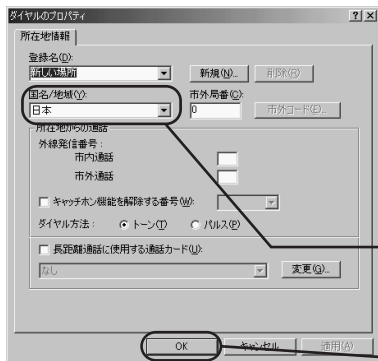 ダイヤルのプロパティ
所在地情報
登録名(D):
新しい場所 新規(N)... 削除(R)
国名/地域(Y): 市外局番(C):
日本 0 市外コード(E)...
所在地からの通話
外線発信番号:
市内通話
市外通話
キャッチホン機能を解除する番号(W):
ダイヤル方法: トーン(T) パルス(P)
長距離通話に使用する通話カード(U):
なし 変更(G)...
OK キャンセル 適用(A)